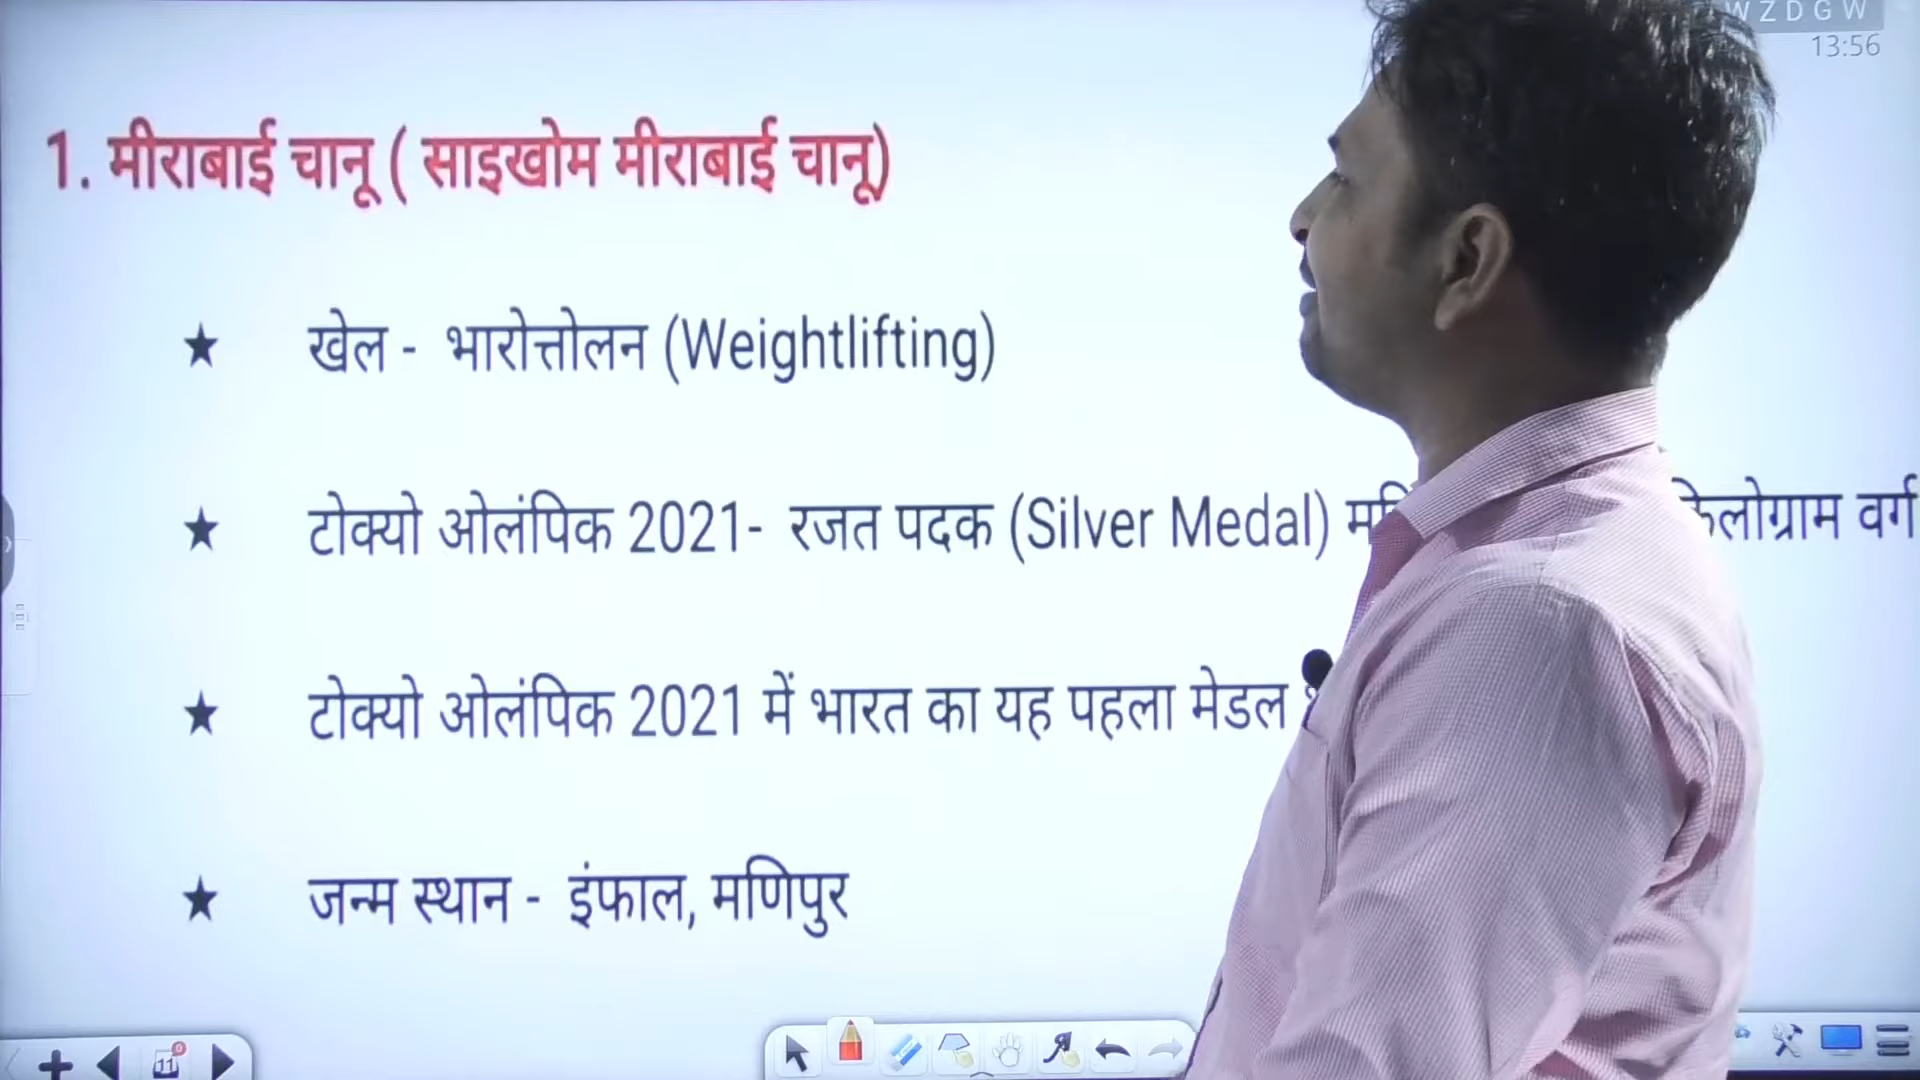 W Z D G W
13:56
1. मीराबाई चानू ( साइखोम मीराबाई चानू)
★ खेल - भारोत्तोलन (Weightlifting)
★ टोक्यो ओलंपिक 2021- रजत पदक (Silver Medal) वर्ग
★ टोक्यो ओलंपिक 2021 में भारत का यह पहला मेडल
★ जन्म स्थान - इंफाल, मणिपुर
11